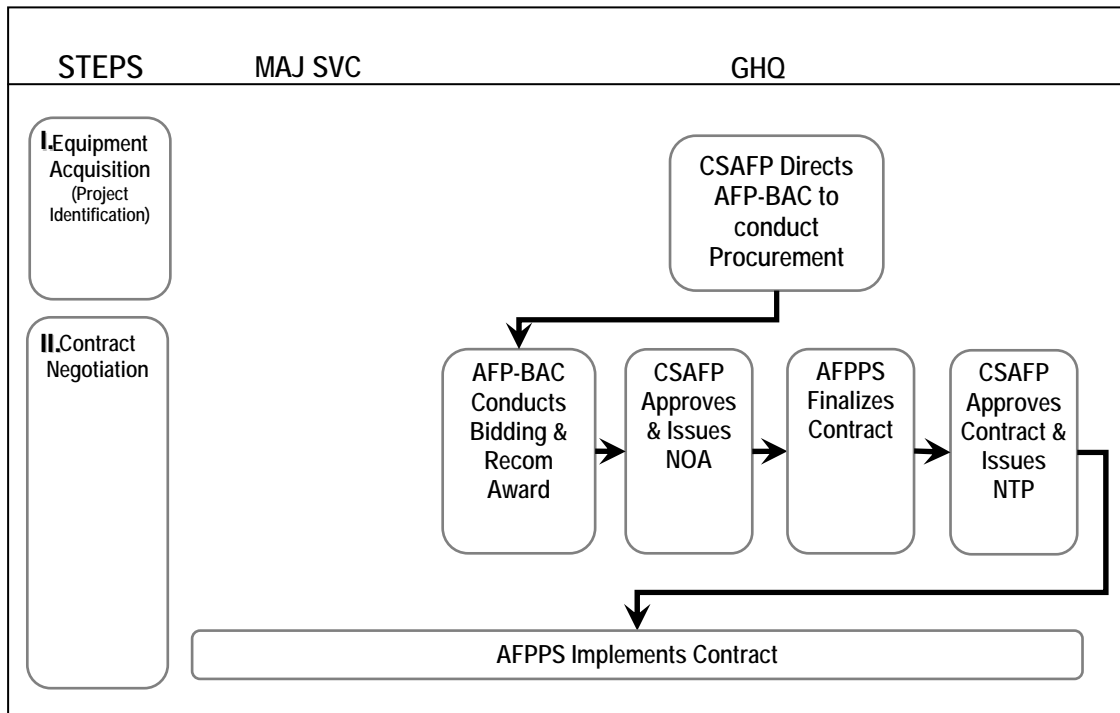 STEPS MAJ SVC GHQ
I.Equipment
Acquisition
(Project
Identification)
CSAFP Directs
AFP-BAC to
conduct
Procurement
II.Contract
Negotiation
AFP-BAC
Conducts
Bidding &
Recom
Award
CSAFP
Approves
& Issues
NOA
AFPPS
Finalizes
Contract
CSAFP
Approves
Contract &
Issues
NTP
AFPPS Implements Contract